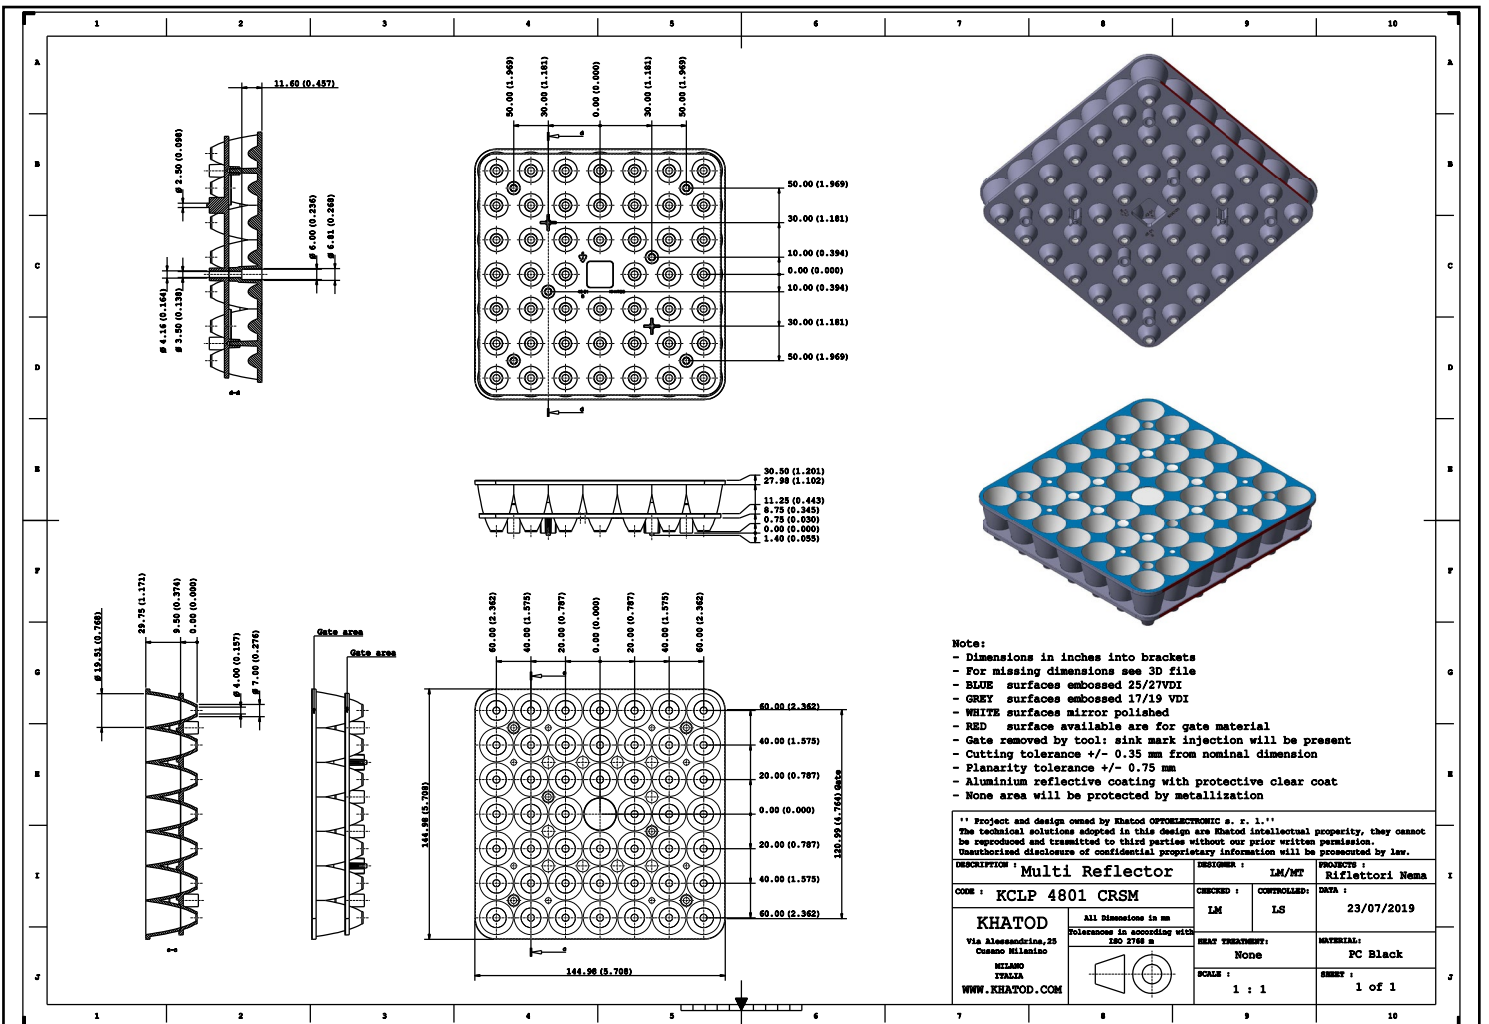 1 2 3 4 5 6 7 8 9 10
A
B
C
D
E
F
G
H
I
J
A
B
C
D
E
F
G
H
I
J
11.60 (0.457)
Ø 2.50 (0.098)
Ø 6.00 (0.236)
Ø 6.81 (0.268)
Ø 4.16 (0.164)
Ø 3.50 (0.138)
d-d
50.00 (1.969)
30.00 (1.181)
0.00 (0.000)
30.00 (1.181)
50.00 (1.969)
d
50.00 (1.969)
30.00 (1.181)
10.00 (0.394)
0.00 (0.000)
10.00 (0.394)
30.00 (1.181)
50.00 (1.969)
d
30.50 (1.201)
27.98 (1.102)
11.25 (0.443)
8.75 (0.345)
0.75 (0.030)
0.00 (0.000)
1.40 (0.055)
29.75 (1.171)
9.50 (0.374)
0.00 (0.000)
Ø 19.51 (0.768)
Ø 4.00 (0.157)
Ø 7.00 (0.276)
Gate area
Gate area
60.00 (2.362)
40.00 (1.575)
20.00 (0.787)
0.00 (0.000)
20.00 (0.787)
40.00 (1.575)
60.00 (2.362)
60.00 (2.362)
40.00 (1.575)
20.00 (0.787)
0.00 (0.000)
20.00 (0.787)
40.00 (1.575)
60.00 (2.362)
144.98 (5.708)
120.99 (4.764) Gate
144.98 (5.708)
Note:
- Dimensions in inches into brackets
- For missing dimensions see 3D file
- BLUE surfaces embossed 25/27VDI
- GREY surfaces embossed 17/19 VDI
- WHITE surfaces mirror polished
- RED surface available are for gate material
- Gate removed by tool: sink mark injection will be present
- Cutting tolerance +/- 0.35 mm from nominal dimension
- Planarity tolerance +/- 0.75 mm
- Aluminium reflective coating with protective clear coat
- None area will be protected by metallization
'' Project and design owned by Khatod OPTOELECTRONIC s. r. l.''
The technical solutions adopted in this design are Khatod intellectual properity, they cannot
be reproduced and trasmitted to third parties without our prior written permission.
Unauthorized disclosure of confidential proprietary information will be prosecuted by law.
DESCRIPTION : Multi Reflector
DESIGNER : LM/MT
PROJECTS: Riflettori Nema
CODE : KCLP 4801 CRSM
CHECKED : LM
CONTROLLED: LS
DATA : 23/07/2019
KHATOD
Via Alessandrina,25
Cusano Milanino
MILANO
ITALIA
WWW.KHATOD.COM
All Dimensions in mm
Tolerances in according with
ISO 2768 m
HEAT TREATMENT: None
MATERIAL: PC Black
SCALE : 1 : 1
SHEET : 1 of 1
1 2 3 4 5 6 7 8 9 10